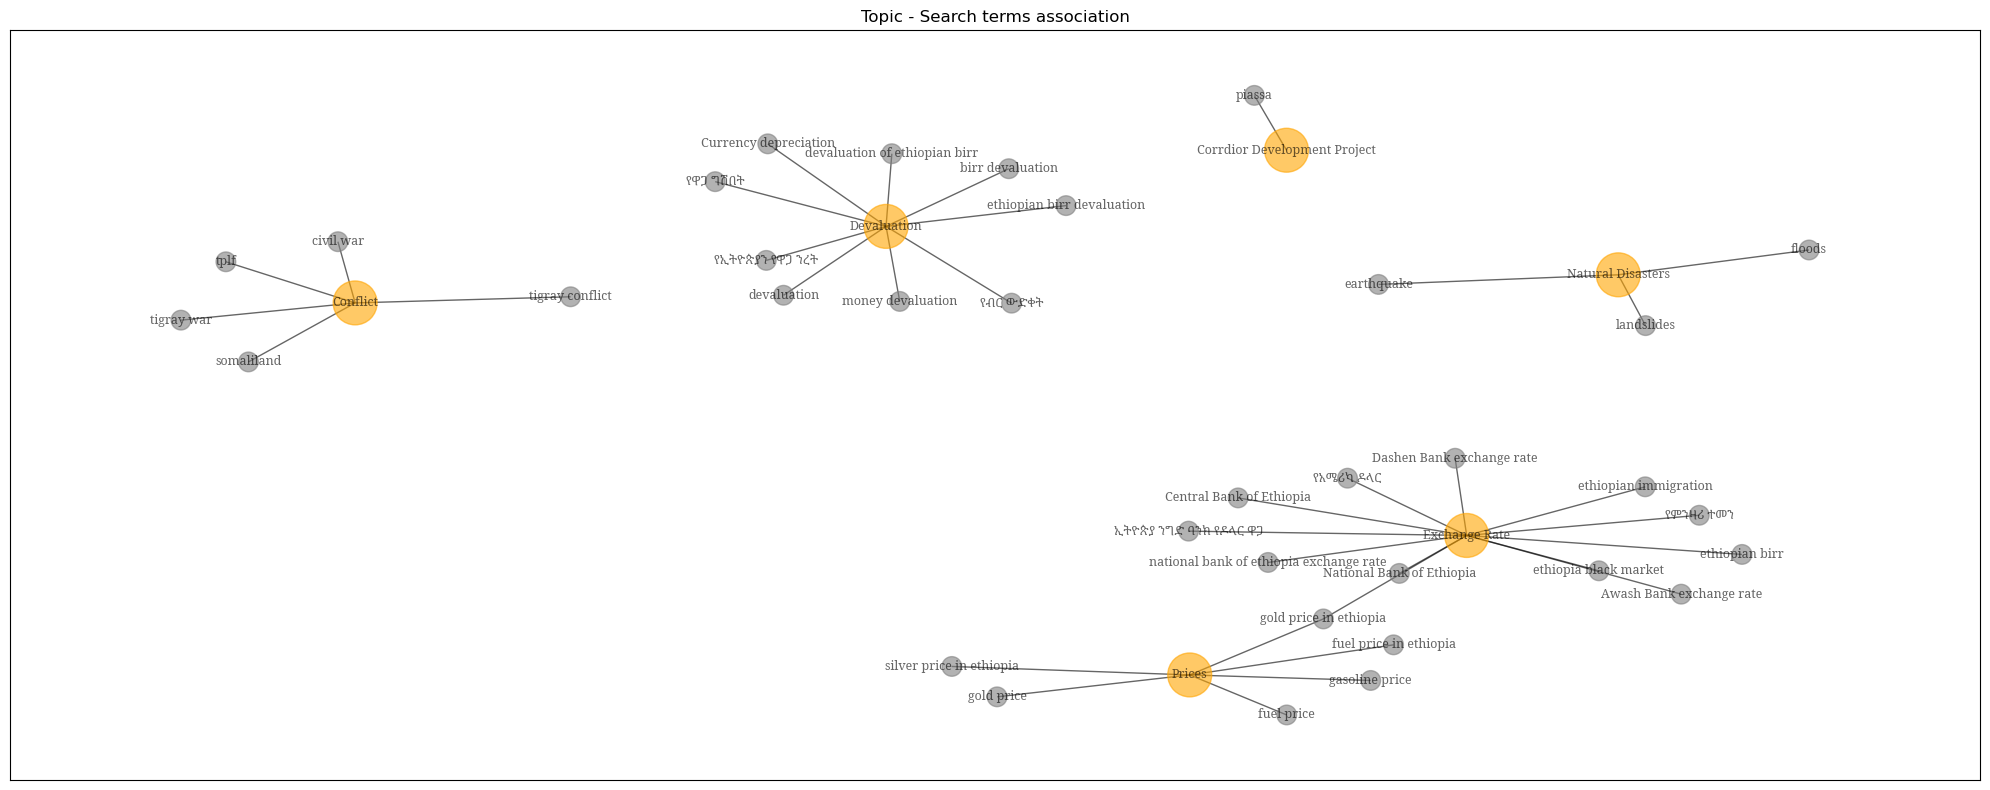 Topic - Search terms association
piassa
Corrdior Development Project
Currency depreciation
devaluation of ethiopian birr
birr devaluation
የዋጋ ግሽበት
ethiopian birr devaluation
Devaluation
civil war
tplf
የኢትዮጵያን የዋጋ ንረት
devaluation
money devaluation
የብር ውድቀት
tigray conflict
Conflict
tigray war
somaliland
floods
Natural Disasters
earthquake
landslides
Dashen Bank exchange rate
የአሜሪካ ዶላር
ethiopian immigration
Central Bank of Ethiopia
የምንዛሪ ተመን
ኢትዮጵያ ንግድ ባንክ የዶላር ዋጋ
Exchange Rate
ethiopian birr
national bank of ethiopia exchange rate
National Bank of Ethiopia
ethiopia black market
Awash Bank exchange rate
gold price in ethiopia
fuel price in ethiopia
silver price in ethiopia
Prices
gasoline price
gold price
fuel price